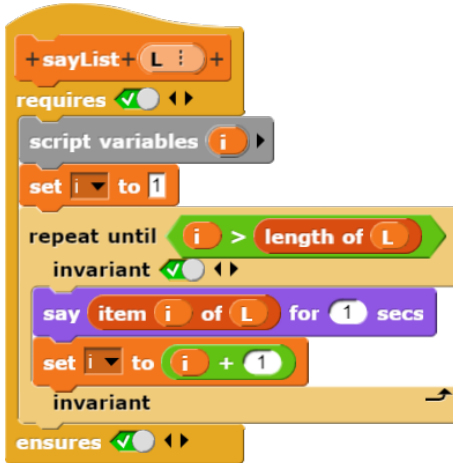 +sayList+ L ⋮ +
requires
script variables i
set i to 1
repeat until i > length of L
invariant
say item i of L for 1 secs
set i to i + 1
invariant
ensures